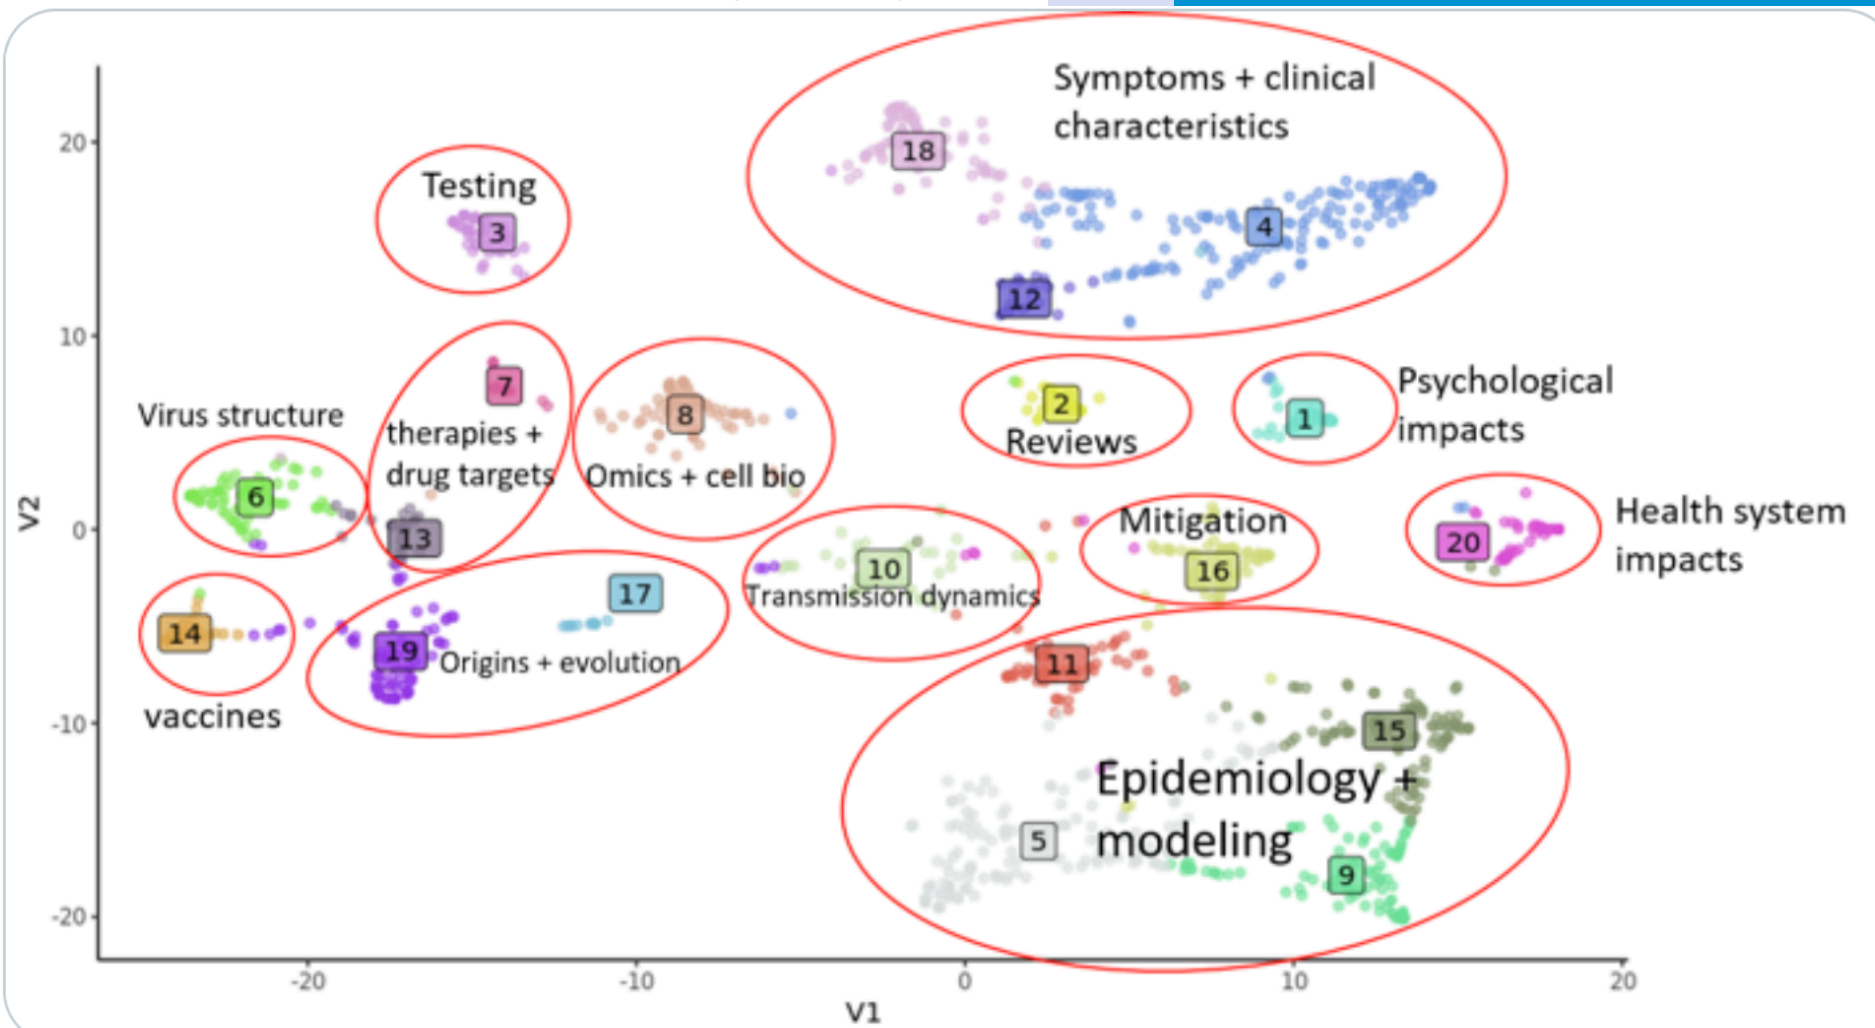 Symptoms + clinical
characteristics
18
20
Testing
3
4
12
10
7
Psychological
impacts
Virus structure
8
2
1
therapies +
drug targets
Reviews
Omics + cell bio
6
V2
0
13
Mitigation
Health system
impacts
20
10
16
Transmission dynamics
17
14
19
Origins + evolution
11
vaccines
-10
15
Epidemiology +
modeling
5
9
-20
-20
-10
0
10
20
V1